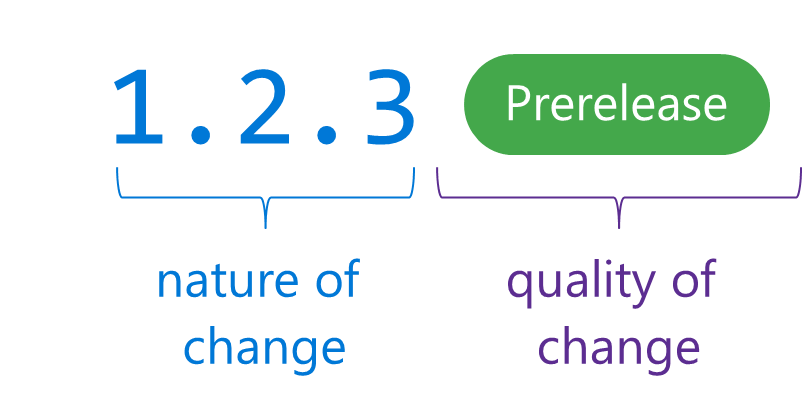 1.2.3 Prerelease
nature of quality of
change change